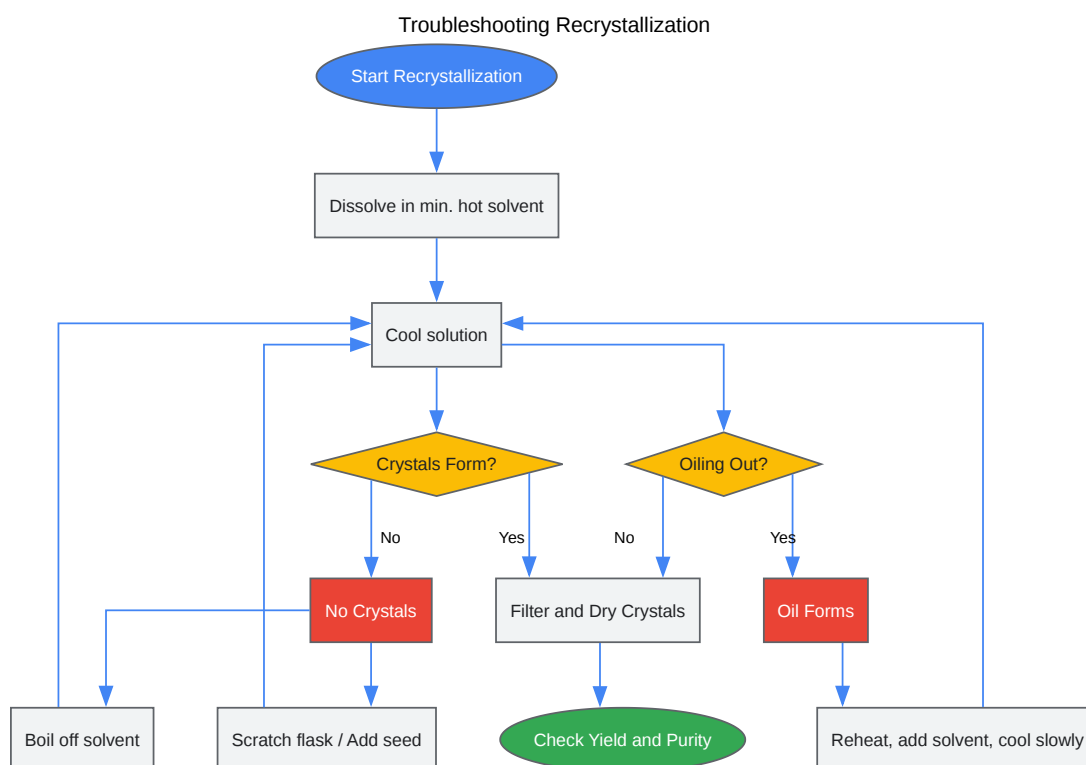 Troubleshooting Recrystallization
Start Recrystallization
Dissolve in min. hot solvent
Cool solution
Crystals Form?
Oiling Out?
No
Yes
No
Yes
No Crystals
Filter and Dry Crystals
Oil Forms
Boil off solvent
Scratch flask / Add seed
Check Yield and Purity
Reheat, add solvent, cool slowly